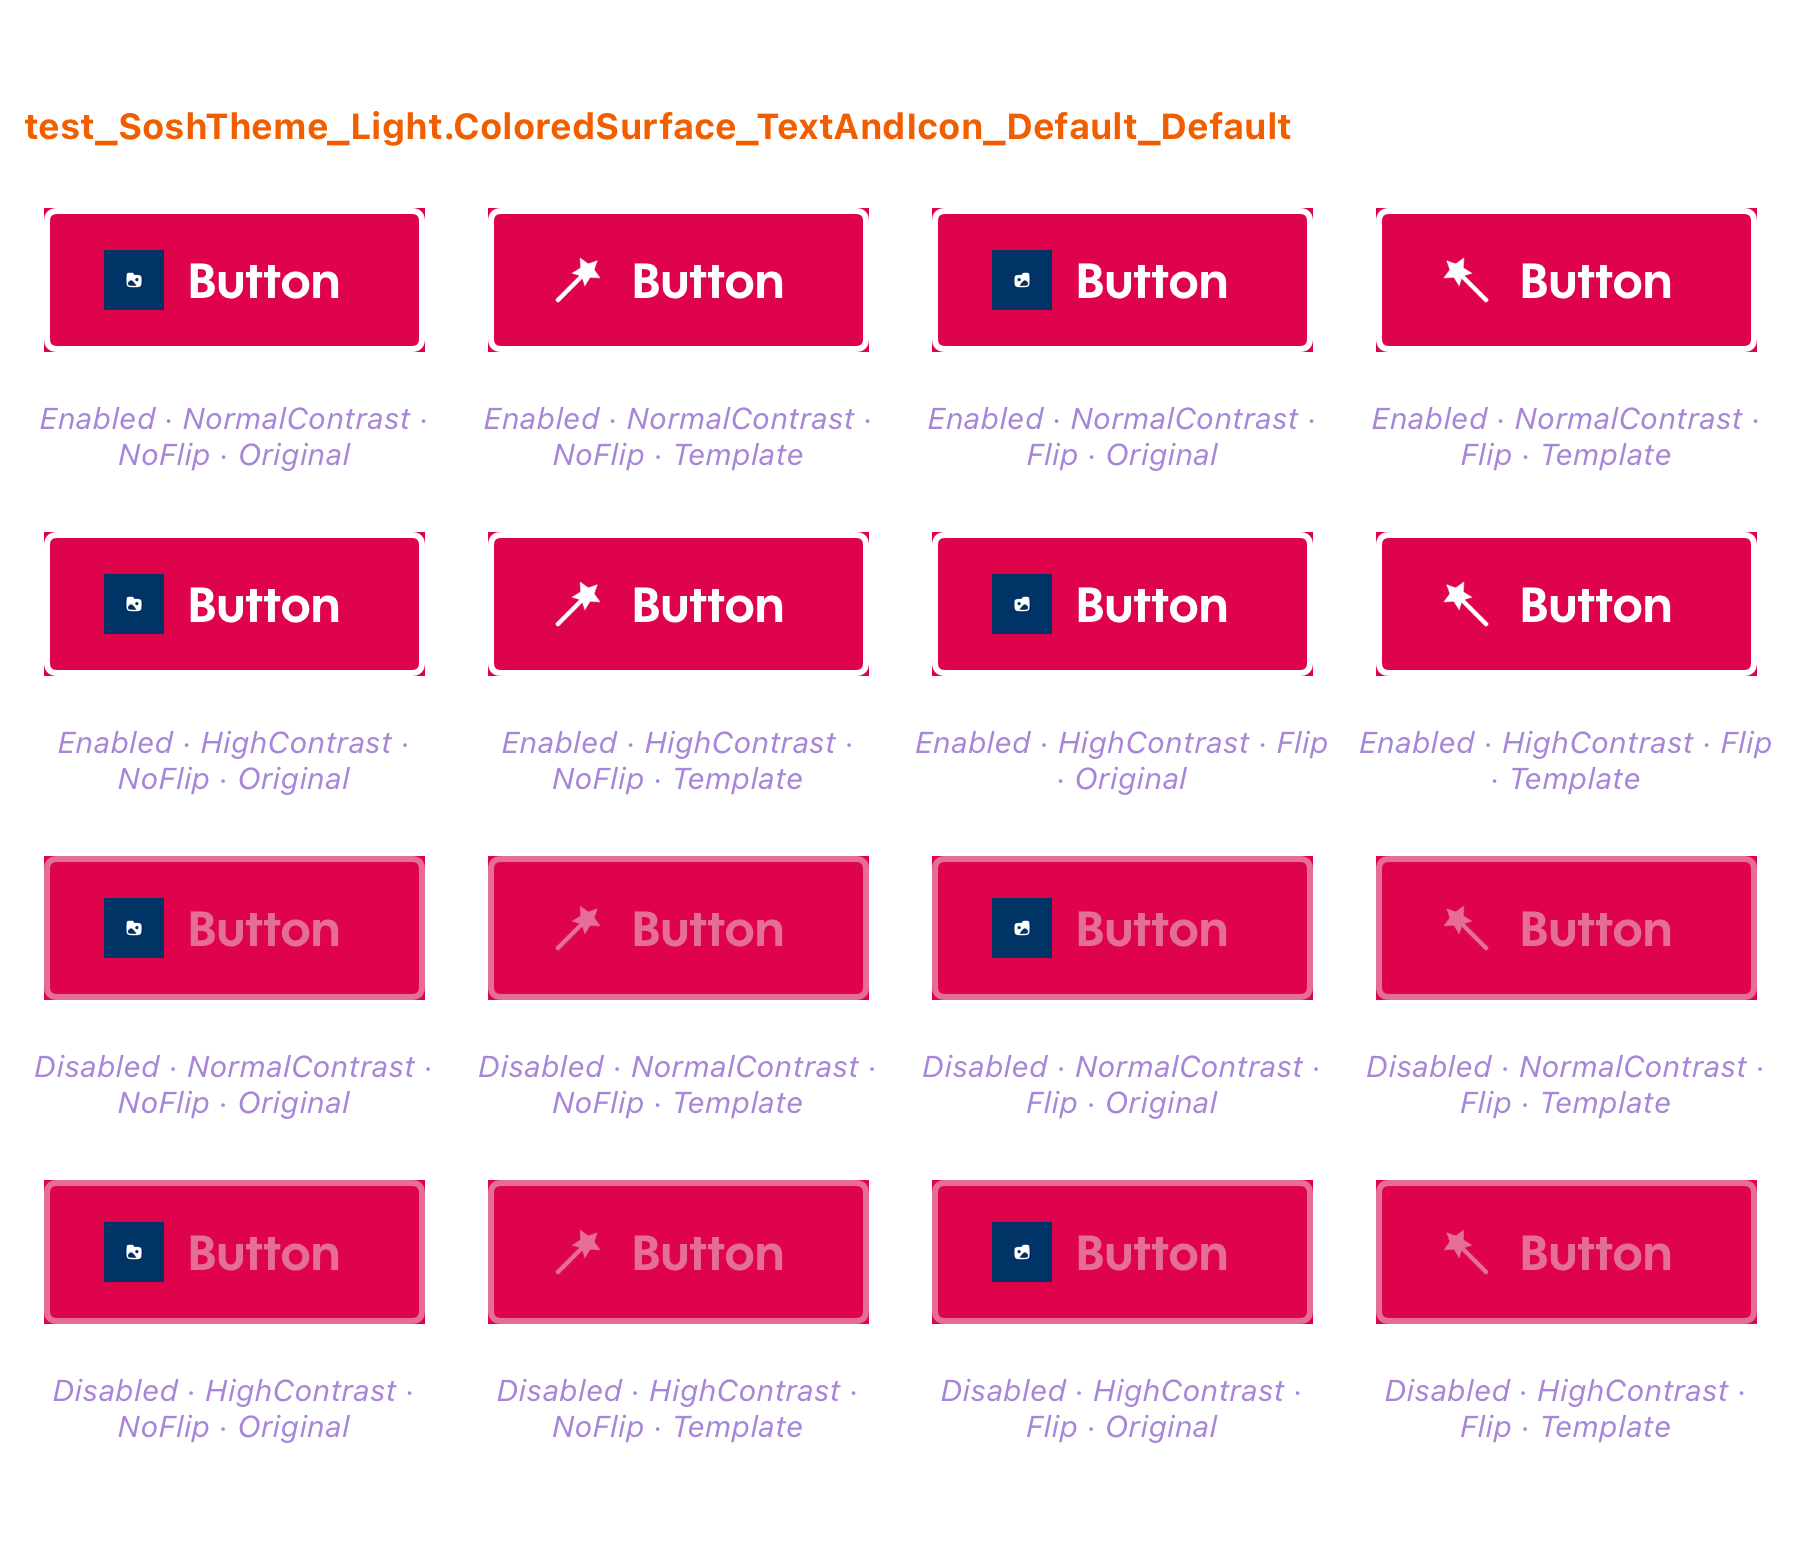 test_SoshTheme_Light.ColoredSurface_TextAndIcon_Default_Default
Button Button Button Button
Enabled · NormalContrast · Enabled · NormalContrast · Enabled · NormalContrast · Enabled · NormalContrast ·
NoFlip · Original NoFlip · Template Flip · Original Flip · Template
Button Button Button Button
Enabled · HighContrast · Enabled · HighContrast · Enabled · HighContrast · Flip Enabled · HighContrast · Flip
NoFlip · Original NoFlip · Template · Original · Template
Button Button Button Button
Disabled · NormalContrast · Disabled · NormalContrast · Disabled · NormalContrast · Disabled · NormalContrast ·
NoFlip · Original NoFlip · Template Flip · Original Flip · Template
Button Button Button Button
Disabled · HighContrast · Disabled · HighContrast · Disabled · HighContrast · Disabled · HighContrast ·
NoFlip · Original NoFlip · Template Flip · Original Flip · Template